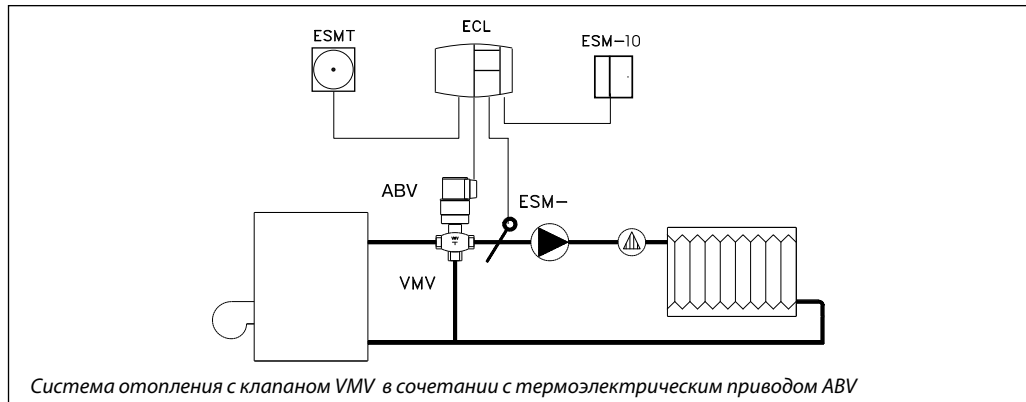 ESMT
ECL
ESM-10
ABV
ESM-
VMV
Система отопления с клапаном VMV в сочетании с термоэлектрическим приводом ABV